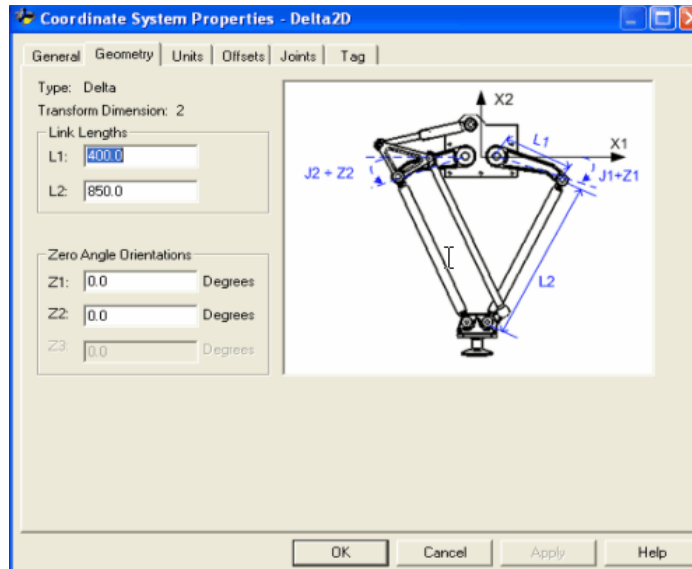 Coordinate System Properties - Delta2D
General Geometry Units Offsets Joints Tag
Type: Delta
Transform Dimension: 2
Link Lengths
L1: 400.0
L2: 850.0
Zero Angle Orientations
Z1: 0.0 Degrees
Z2: 0.0 Degrees
Z3: 0.0 Degrees
X2
L1
X1
J2 + Z2
J1+Z1
L2
OK Cancel Apply Help